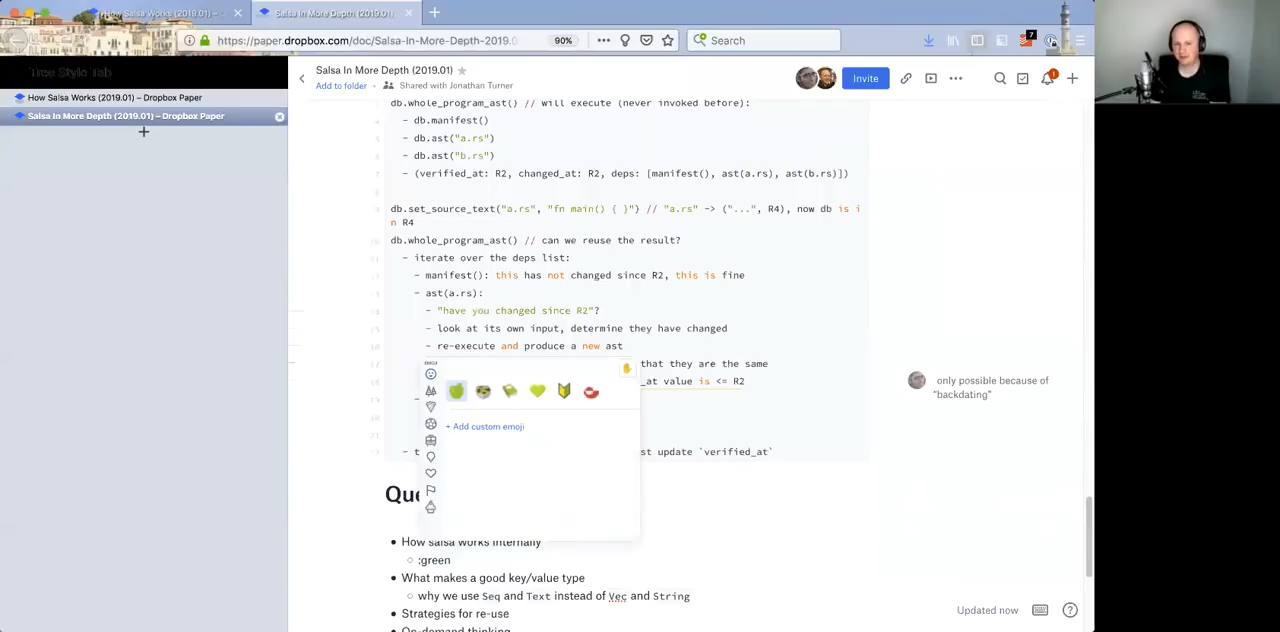 How Salsa Works (2019.01) –
Salsa In More Depth (2019.01)
https://paper.dropbox.com/doc/Salsa-In-More-Depth-2019.0
90%
Search
7
Tree Style Tab
How Salsa Works (2019.01) – Dropbox Paper
Salsa In More Depth (2019.01) – Dropbox Paper
Salsa In More Depth (2019.01)
Add to folder
Shared with Jonathan Turner
Invite
1
db.whole_program_ast() // will execute (never invoked before):
- db.manifest()
- db.ast("a.rs")
- db.ast("b.rs")
- (verified_at: R2, changed_at: R2, deps: [manifest(), ast(a.rs), ast(b.rs)])
db.set_source_text("a.rs", "fn main() { }") // "a.rs" -> ("...", R4), now db is i
n R4
db.whole_program_ast() // can we reuse the result?
- iterate over the deps list:
- manifest(): this has not changed since R2, this is fine
- ast(a.rs):
- "have you changed since R2"?
- look at its own input, determine they have changed
- re-execute and produce a new ast
that they are the same
_at value is <= R2
only possible because of
"backdating"
EMOJI
+ Add custom emoji
- t
st update `verified_at`
Que
How salsa works internally
:green
What makes a good key/value type
why we use Seq and Text instead of Vec and String
Strategies for re-use
On-demand thinking
Updated now